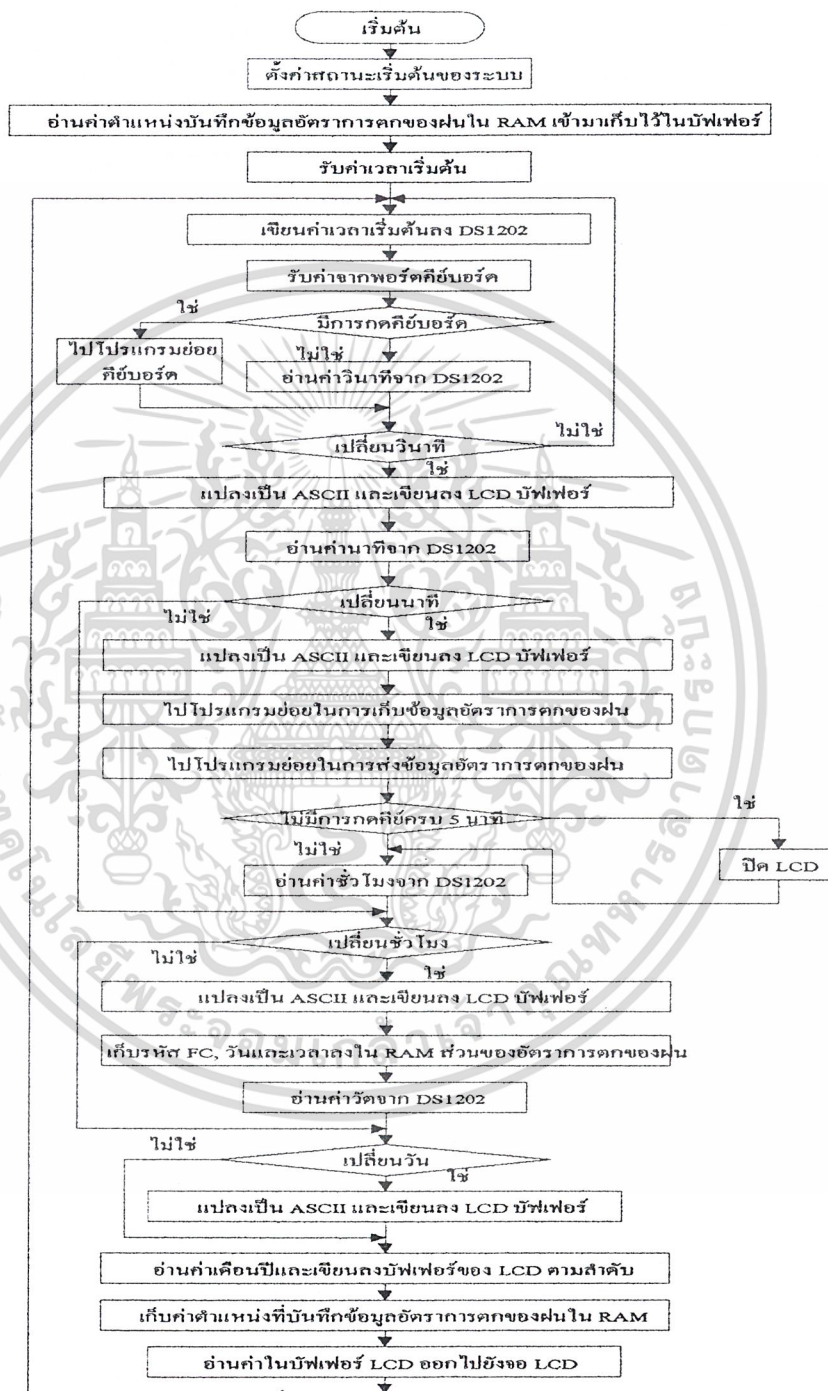 เริ่มต้น
ตั้งค่าสถานะเริ่มต้นของระบบ
อ่านค่าตำแหน่งบันทึกข้อมูลอัตราการตกของฝนใน RAM เข้ามาเก็บไว้ในบัฟเฟอร์
รับค่าเวลาเริ่มต้น
เขียนค่าเวลาเริ่มต้นลง DS1202
รับค่าจากพอร์ตคีย์บอร์ด
ใช่
มีการกดคีย์บอร์ด
ไปโปรแกรมย่อย
คีย์บอร์ด
ไม่ใช่
อ่านค่าวินาทีจาก DS1202
เปลี่ยนวินาที
ไม่ใช่
ใช่
แปลงเป็น ASCII และเขียนลง LCD บัฟเฟอร์
อ่านค่านาทีจาก DS1202
เปลี่ยนนาที
ไม่ใช่
ใช่
แปลงเป็น ASCII และเขียนลง LCD บัฟเฟอร์
ไปโปรแกรมย่อยในการเก็บข้อมูลอัตราการตกของฝน
ไปโปรแกรมย่อยในการส่งข้อมูลอัตราการตกของฝน
ไม่มีการกดคีย์ครบ 5 นาที
ใช่
ไม่ใช่
ปิด LCD
อ่านค่าชั่วโมงจาก DS1202
เปลี่ยนชั่วโมง
ไม่ใช่
ใช่
แปลงเป็น ASCII และเขียนลง LCD บัฟเฟอร์
เก็บรหัส FC, วันและเวลาลงใน RAM ส่วนของอัตราการตกของฝน
อ่านค่าวัดจาก DS1202
ไม่ใช่
เปลี่ยนวัน
ใช่
แปลงเป็น ASCII และเขียนลง LCD บัฟเฟอร์
อ่านค่าเดือนปีและเขียนลงบัฟเฟอร์ของ LCD ตามลำดับ
เก็บค่าตำแหน่งที่บันทึกข้อมูลอัตราการตกของฝนใน RAM
อ่านค่าในบัฟเฟอร์ LCD ออกไปยังจอ LCD
พระจอมเกล้าเจ้าคุณทหารลาดกระบัง